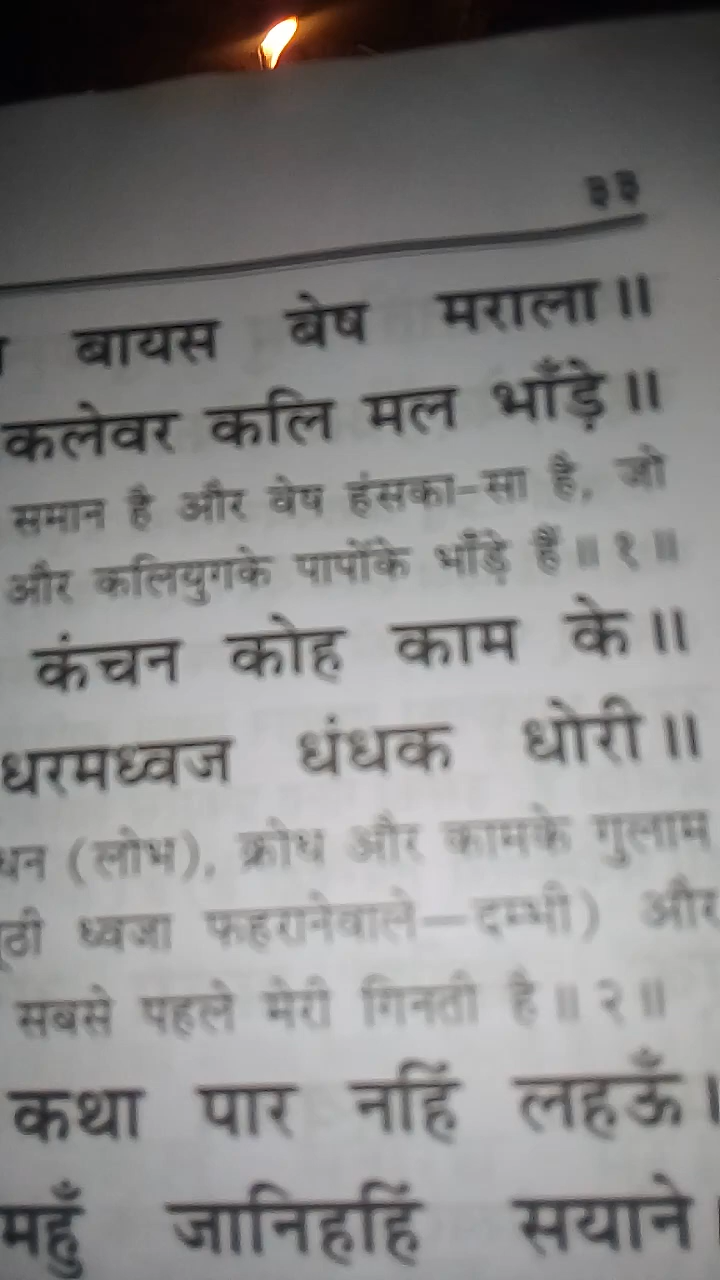 ३३
बायस बेष मराला॥
कलेवर कलि मल भाँड़े॥
समान है और वेष हंसका-सा है, जो
और कलियुगके पापोंके भाँड़े हैं॥ १॥
कंचन कोह काम के॥
धरमध्वज धंधक धोरी॥
धन (लोभ), क्रोध और कामके गुलाम
ध्वजा फहरानेवाले—दम्भी) और
सबसे पहले मेरी गिनती है॥ २॥
कथा पार नहिं लहऊँ।
महुँ जानिहहिं सयाने